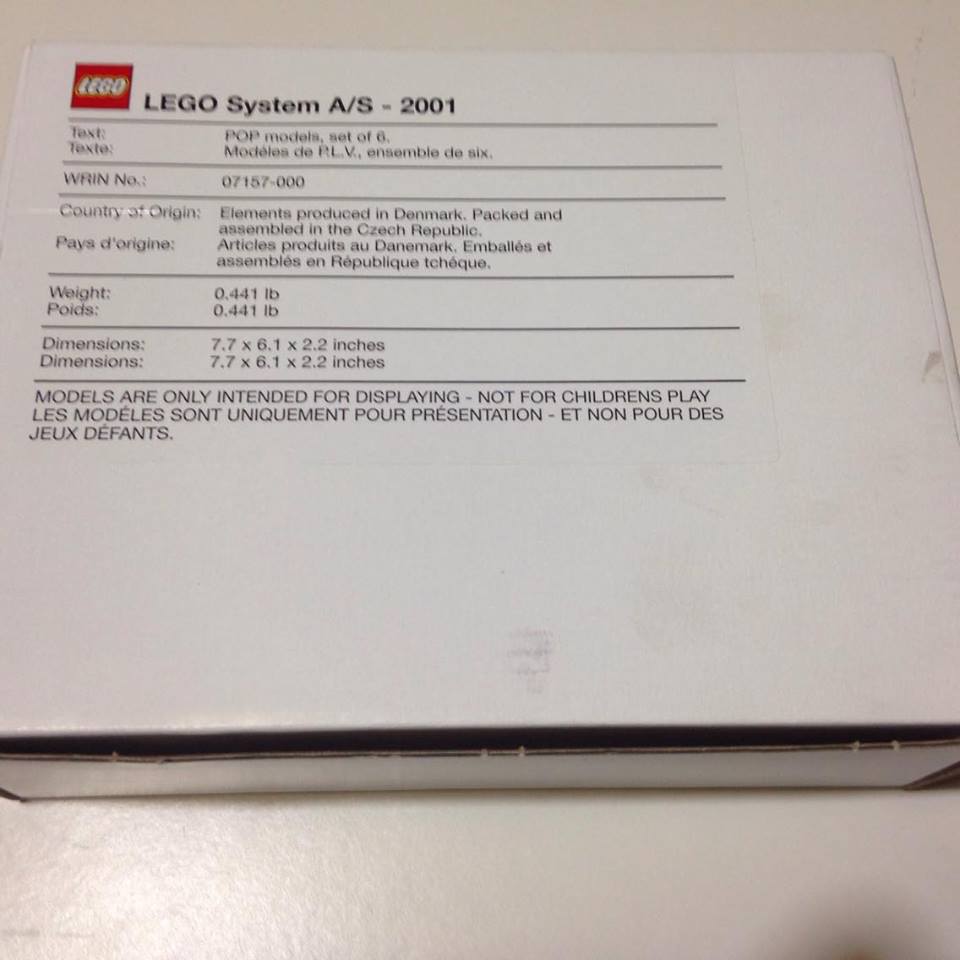 LEGO
LEGO System A/S - 2001
Text: POP models, set of 6.
Texte: Modéles de P.L.V., ensemble de six.
WRIN No.: 07157-000
Country of Origin: Elements produced in Denmark. Packed and
assembled in the Czech Republic.
Pays d'origine: Articles produits au Danemark. Emballés et
assemblés en République tchéque.
Weight: 0.441 lb
Poids: 0.441 lb
Dimensions: 7.7 x 6.1 x 2.2 inches
Dimensions: 7.7 x 6.1 x 2.2 inches
MODELS ARE ONLY INTENDED FOR DISPLAYING - NOT FOR CHILDRENS PLAY
LES MODÉLES SONT UNIQUEMENT POUR PRÉSENTATION - ET NON POUR DES
JEUX DÉFANTS.